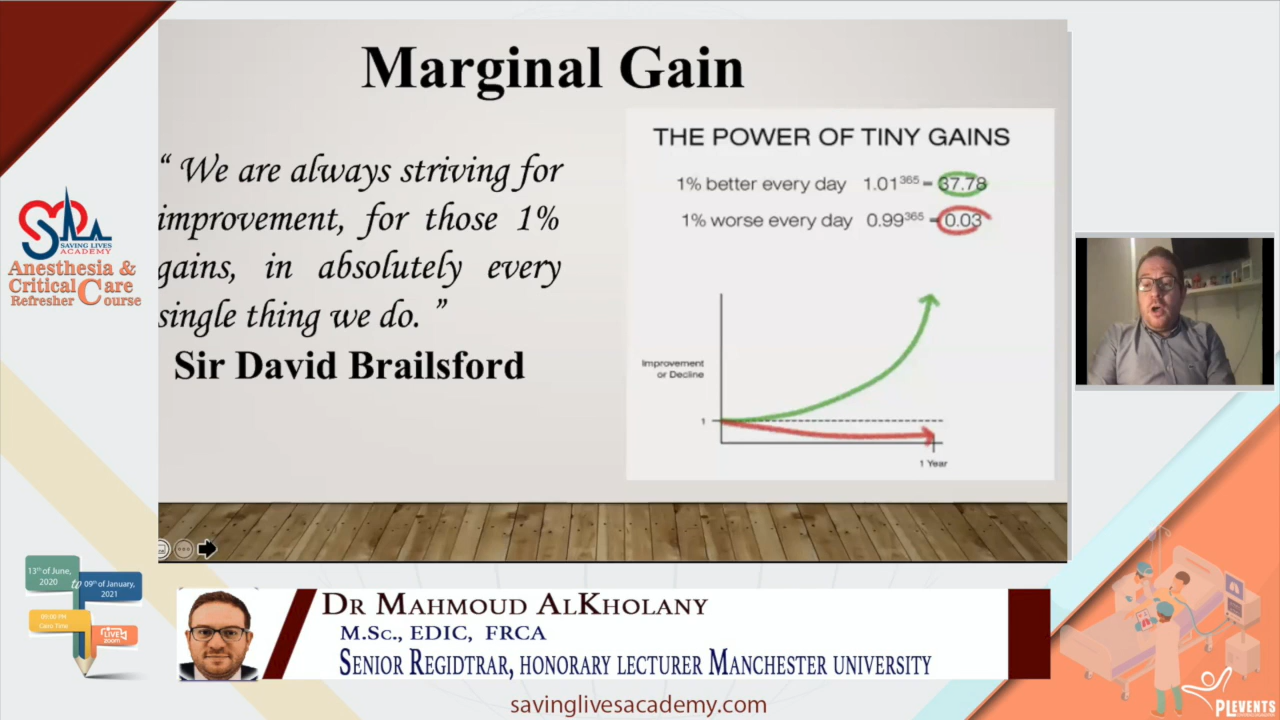 Marginal Gain
“ We are always striving for
improvement, for those 1%
gains, in absolutely every
single thing we do. ”
Sir David Brailsford
THE POWER OF TINY GAINS
1% better every day 1.01³⁶⁵ = 37.78
1% worse every day 0.99³⁶⁵ = 0.03
Improvement
or Decline
1
1 Year
SAVING LIVES
ACADEMY
Anesthesia &
Critical Care
Refresher Course
13th of June,
2020
to
09th of January,
2021
Cairo Time
LIVE
zoom
DR MAHMOUD ALKHOLANY
M.SC., EDIC, FRCA
SENIOR REGIDTRAR, HONORARY LECTURER MANCHESTER UNIVERSITY
savinglivesacademy.com
PLEVENTS